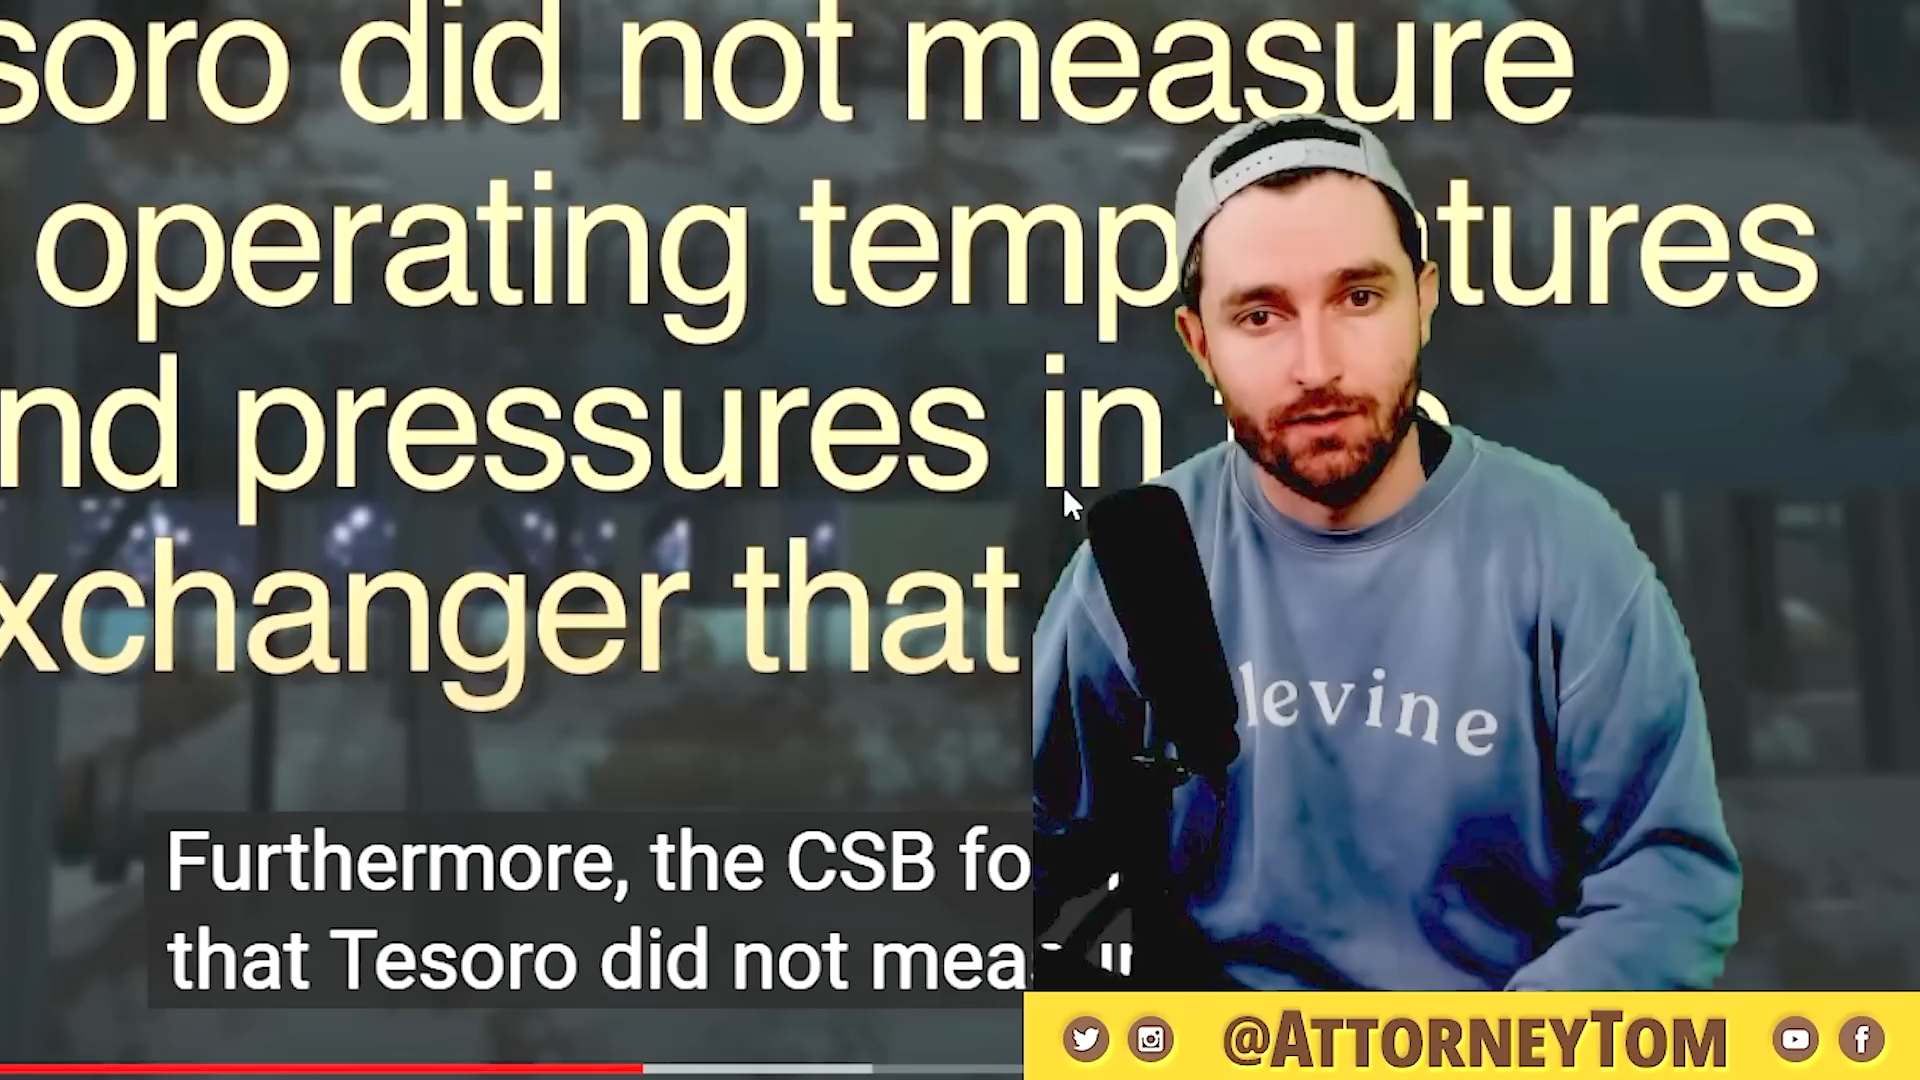 soro did not measure
operating temp tures
nd pressures in
xchanger that
levine
Furthermore, the CSB fo
that Tesoro did not meas
@ATTORNEYTOM